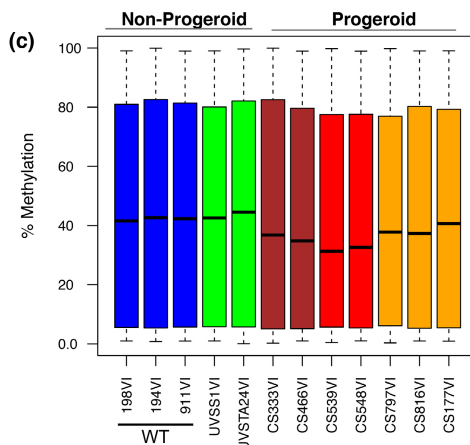 Non-Progeroid Progeroid
(c)
% Methylation
100
80
60
40
20
0.0
198VI
194VI
911VI
UVSS1VI
UVSTA24VI
CS333VI
CS466VI
CS539VI
CS548VI
CS797VI
CS816VI
CS177VI
WT